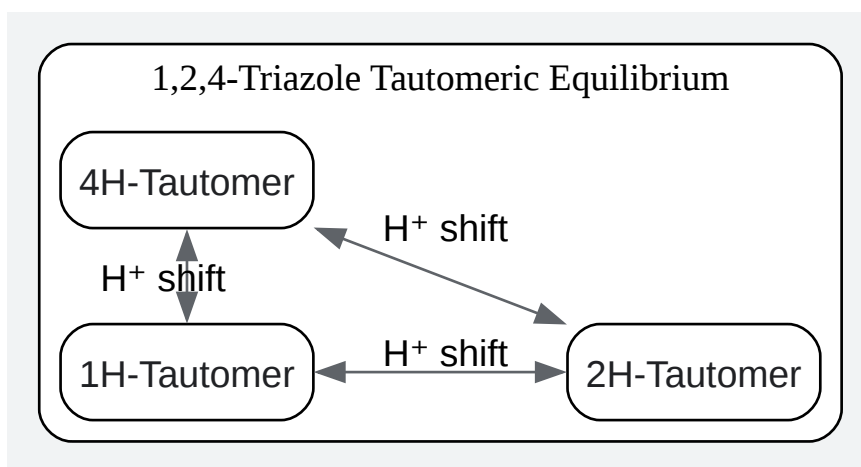 1,2,4-Triazole Tautomeric Equilibrium
4H-Tautomer
H⁺ shift
H⁺ shift
H⁺ shift
1H-Tautomer
2H-Tautomer